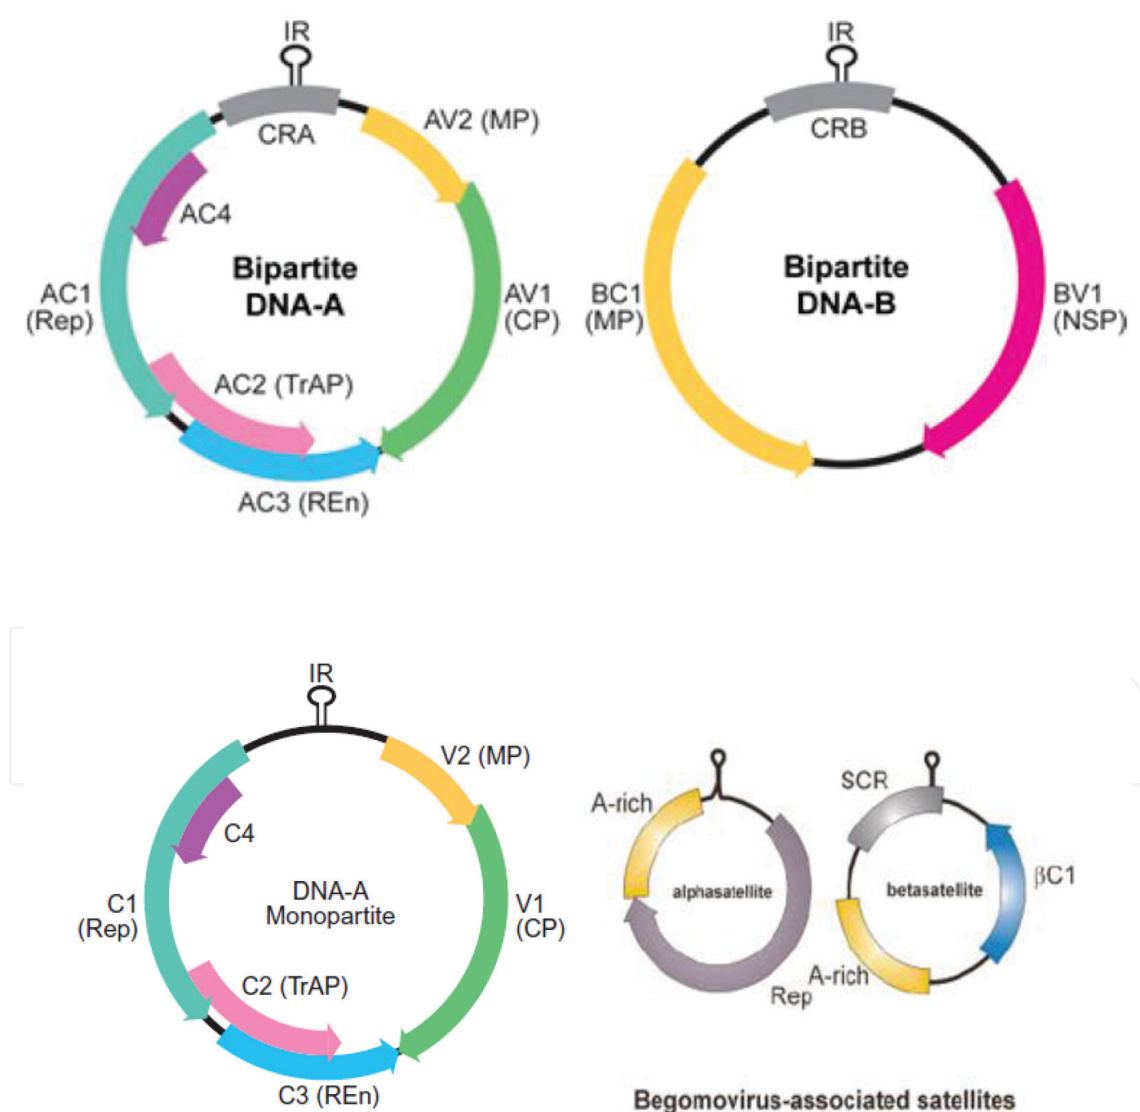 IR
CRA
AV2 (MP)
AC4
Bipartite
DNA-A
AC1
(Rep)
AV1
(CP)
AC2 (TrAP)
AC3 (REn)
IR
CRB
Bipartite
DNA-B
BC1
(MP)
BV1
(NSP)
IR
V2 (MP)
C4
DNA-A
Monopartite
C1
(Rep)
V1
(CP)
C2 (TrAP)
C3 (REn)
A-rich
alphasatellite
Rep
SCR
betasatellite
βC1
A-rich
Begomovirus-associated satellites